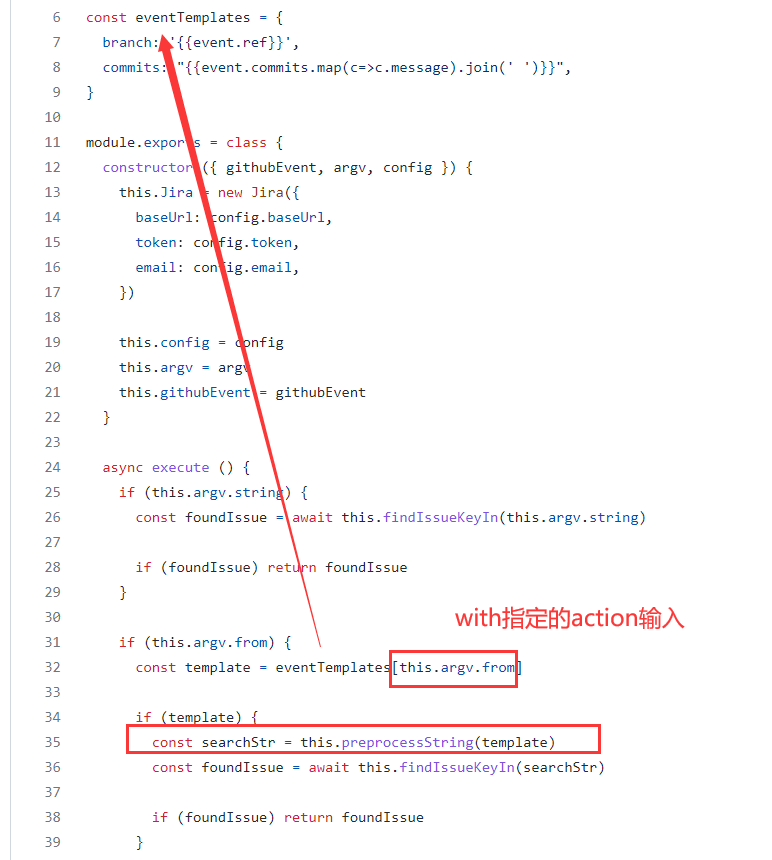 6 const eventTemplates = {
7 branch: '{{event.ref}}',
8 commits: "{{event.commits.map(c=>c.message).join(' ')}}",
9 }
10
11 module.exports = class {
12 constructor ({ githubEvent, argv, config }) {
13 this.Jira = new Jira({
14 baseUrl: config.baseUrl,
15 token: config.token,
16 email: config.email,
17 })
18
19 this.config = config
20 this.argv = argv
21 this.githubEvent = githubEvent
22 }
23
24 async execute () {
25 if (this.argv.string) {
26 const foundIssue = await this.findIssueKeyIn(this.argv.string)
27
28 if (foundIssue) return foundIssue
29 }
30
with指定的action输入
31 if (this.argv.from) {
32 const template = eventTemplates[this.argv.from]
33
34 if (template) {
35 const searchStr = this.preprocessString(template)
36 const foundIssue = await this.findIssueKeyIn(searchStr)
37
38 if (foundIssue) return foundIssue
39 }